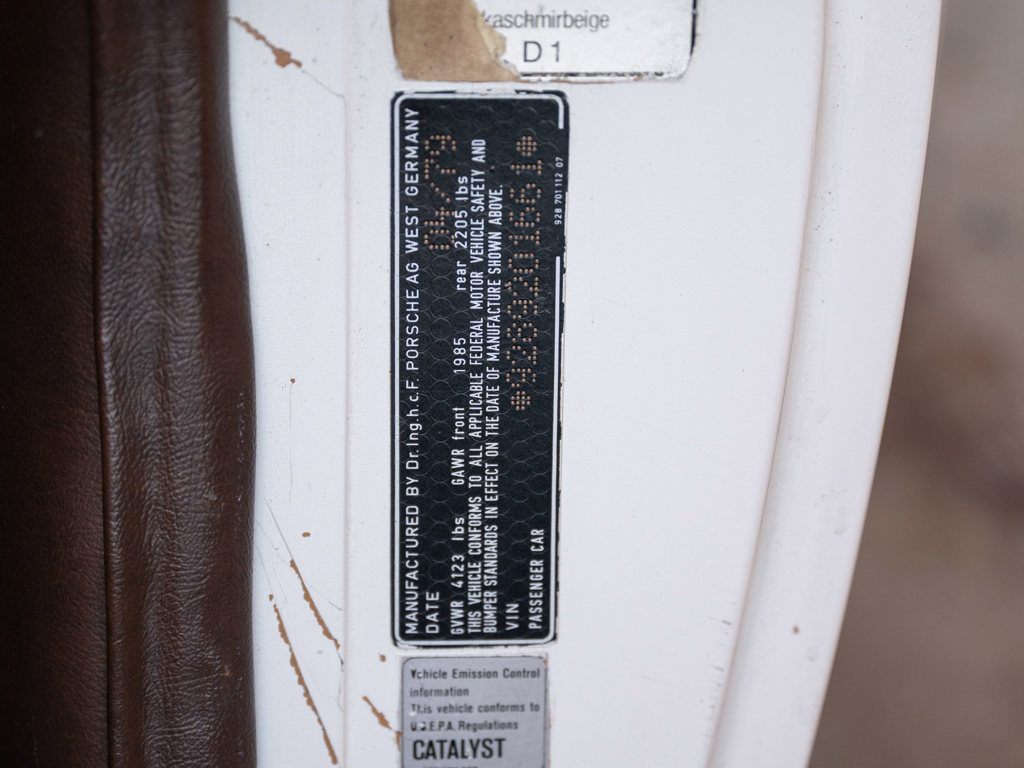 kaschmirbeige
D1
MANUFACTURED BY Dr.Ing.h.c.F. PORSCHE AG WEST GERMANY
DATE 04/79
GVWR 4123 lbs GAWR front 1985 rear 2205 lbs
THIS VEHICLE CONFORMS TO ALL APPLICABLE FEDERAL MOTOR VEHICLE SAFETY AND
BUMPER STANDARDS IN EFFECT ON THE DATE OF MANUFACTURE SHOWN ABOVE.
VIN *9289201661*
PASSENGER CAR
928 701 112 07
Vehicle Emission Control
information
This vehicle conforms to
U.S.E.P.A. Regulations
CATALYST